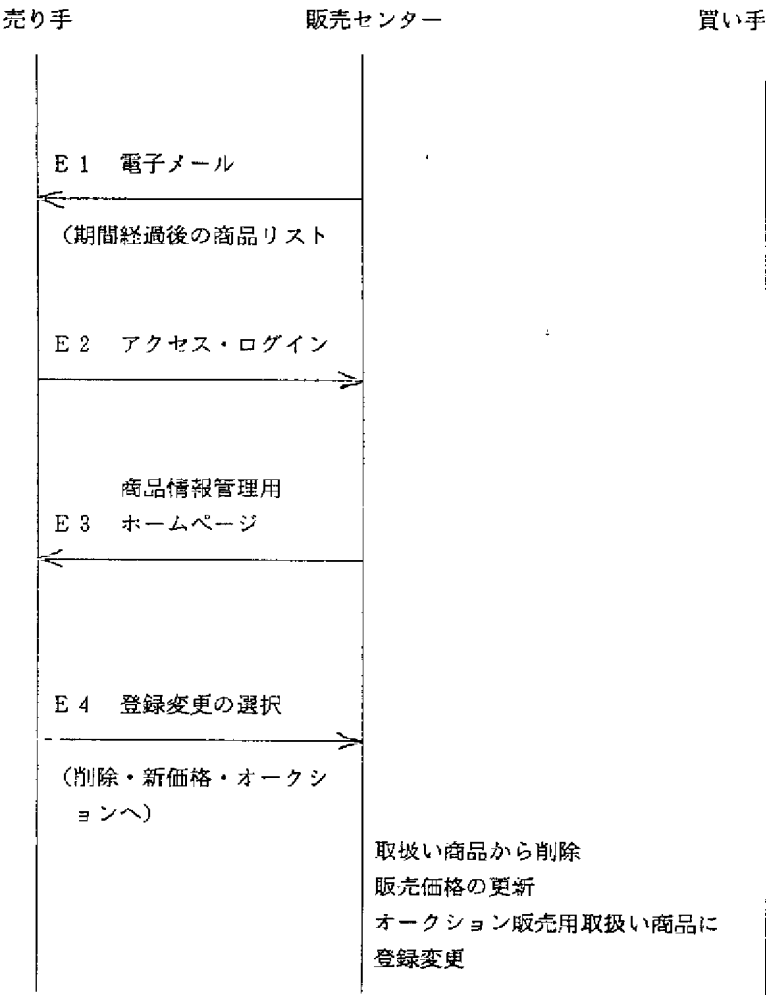 売り手 販売センター 買い手
E1 電子メール
(期間経過後の商品リスト
E2 アクセス・ログイン
商品情報管理用
E3 ホームページ
E4 登録変更の選択
(削除・新価格・オークシ
ョンへ)
取扱い商品から削除
販売価格の更新
オークション販売用取扱い商品に
登録変更